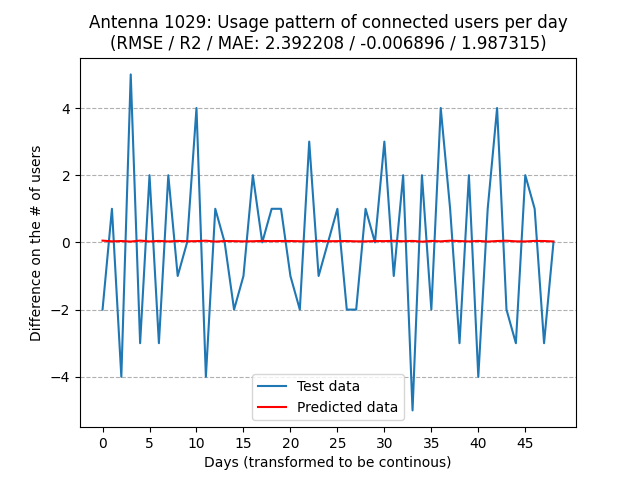 Antenna 1029: Usage pattern of connected users per day
(RMSE / R2 / MAE: 2.392208 / -0.006896 / 1.987315)
Difference on the # of users
4
2
0
−2
−4
Test data
Predicted data
0 5 10 15 20 25 30 35 40 45
Days (transformed to be continous)